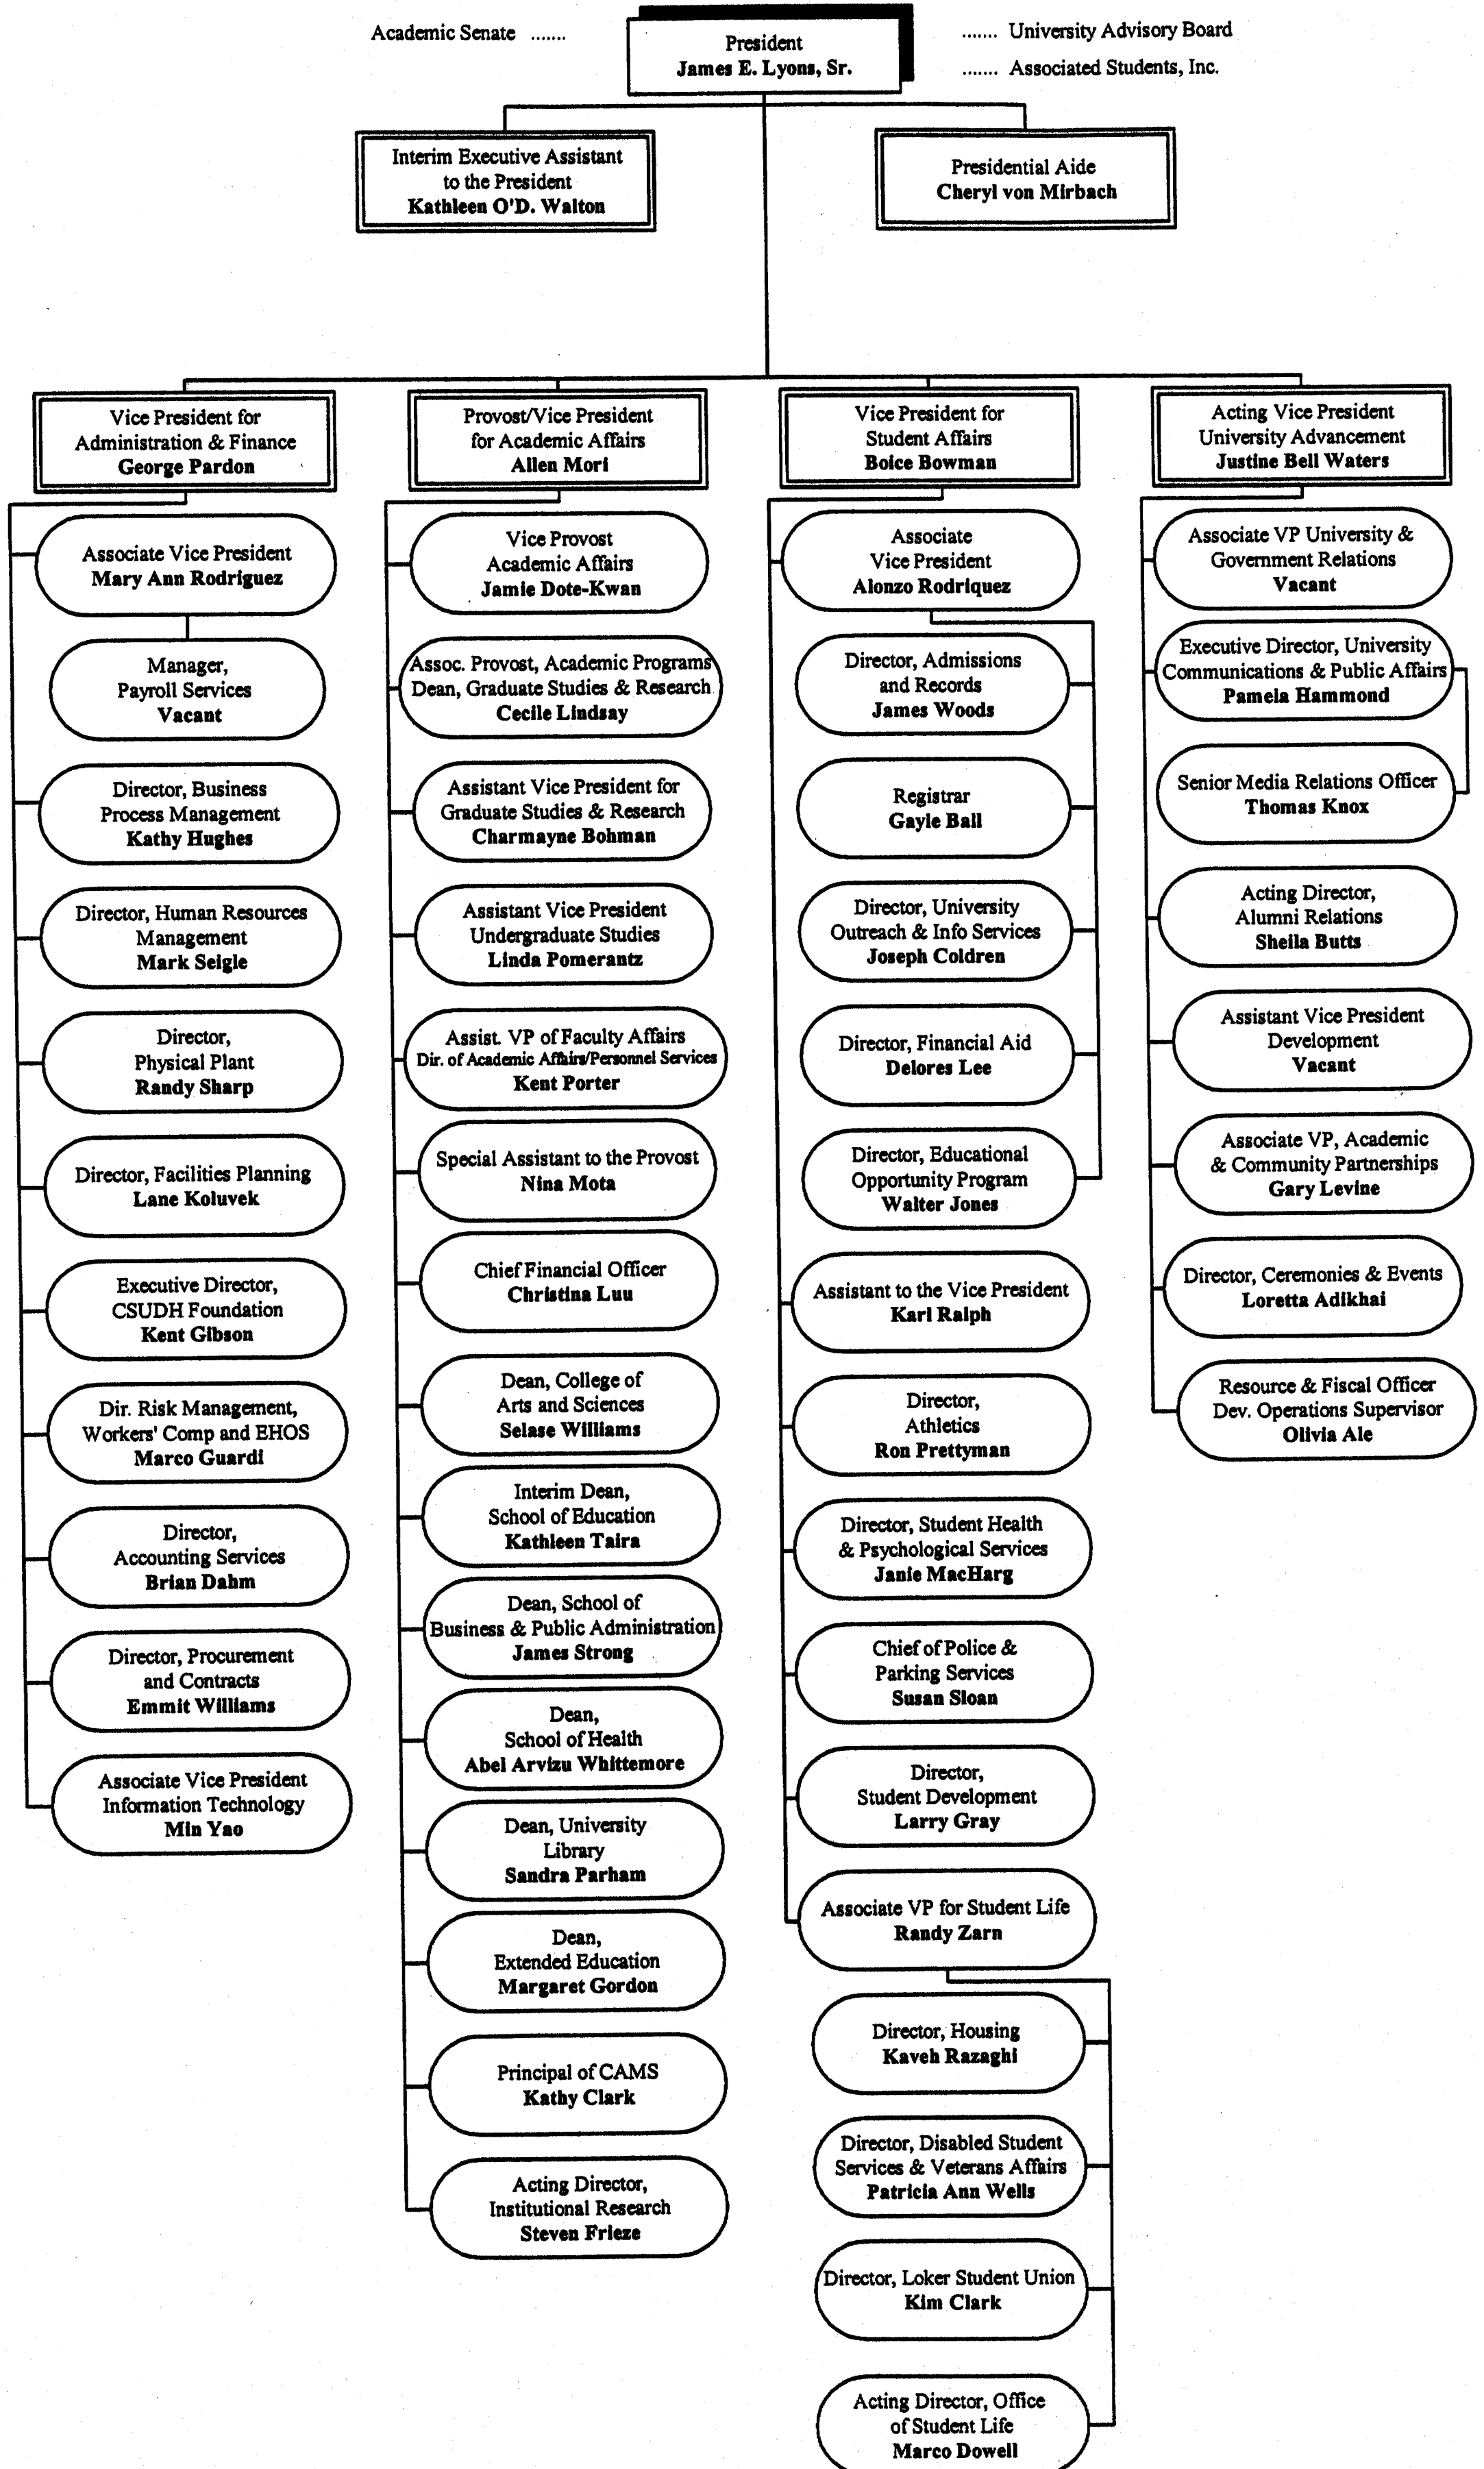 Academic Senate .......
President
James E. Lyons, Sr.
....... University Advisory Board
....... Associated Students, Inc.
Interim Executive Assistant
to the President
Kathleen O'D. Walton
Presidential Aide
Cheryl von Mirbach
Vice President for
Administration & Finance
George Pardon
Associate Vice President
Mary Ann Rodriguez
Manager,
Payroll Services
Vacant
Director, Business
Process Management
Kathy Hughes
Director, Human Resources
Management
Mark Seigle
Director,
Physical Plant
Randy Sharp
Director, Facilities Planning
Lane Koluvek
Executive Director,
CSUDH Foundation
Kent Gibson
Dir. Risk Management,
Workers' Comp and EHOS
Marco Guardi
Director,
Accounting Services
Brian Dahm
Director, Procurement
and Contracts
Emmit Williams
Associate Vice President
Information Technology
Min Yao
Provost/Vice President
for Academic Affairs
Allen Mori
Vice Provost
Academic Affairs
Jamie Dote-Kwan
Assoc. Provost, Academic Programs
Dean, Graduate Studies & Research
Cecile Lindsay
Assistant Vice President for
Graduate Studies & Research
Charmayne Bohman
Assistant Vice President
Undergraduate Studies
Linda Pomerantz
Assist. VP of Faculty Affairs
Dir. of Academic Affairs/Personnel Services
Kent Porter
Special Assistant to the Provost
Nina Mota
Chief Financial Officer
Christina Luu
Dean, College of
Arts and Sciences
Selase Williams
Interim Dean,
School of Education
Kathleen Taira
Dean, School of
Business & Public Administration
James Strong
Dean,
School of Health
Abel Arvizu Whittemore
Dean, University
Library
Sandra Parham
Dean,
Extended Education
Margaret Gordon
Principal of CAMS
Kathy Clark
Acting Director,
Institutional Research
Steven Frieze
Vice President for
Student Affairs
Boice Bowman
Associate
Vice President
Alonzo Rodriquez
Director, Admissions
and Records
James Woods
Registrar
Gayle Ball
Director, University
Outreach & Info Services
Joseph Coldren
Director, Financial Aid
Delores Lee
Director, Educational
Opportunity Program
Walter Jones
Assistant to the Vice President
Karl Ralph
Director,
Athletics
Ron Prettyman
Director, Student Health
& Psychological Services
Janie MacHarg
Chief of Police &
Parking Services
Susan Sloan
Director,
Student Development
Larry Gray
Associate VP for Student Life
Randy Zarn
Director, Housing
Kaveh Razaghi
Director, Disabled Student
Services & Veterans Affairs
Patricia Ann Wells
Director, Loker Student Union
Kim Clark
Acting Director, Office
of Student Life
Marco Dowell
Acting Vice President
University Advancement
Justine Bell Waters
Associate VP University &
Government Relations
Vacant
Executive Director, University
Communications & Public Affairs
Pamela Hammond
Senior Media Relations Officer
Thomas Knox
Acting Director,
Alumni Relations
Sheila Butts
Assistant Vice President
Development
Vacant
Associate VP, Academic
& Community Partnerships
Gary Levine
Director, Ceremonies & Events
Loretta Adikhai
Resource & Fiscal Officer
Dev. Operations Supervisor
Olivia Ale